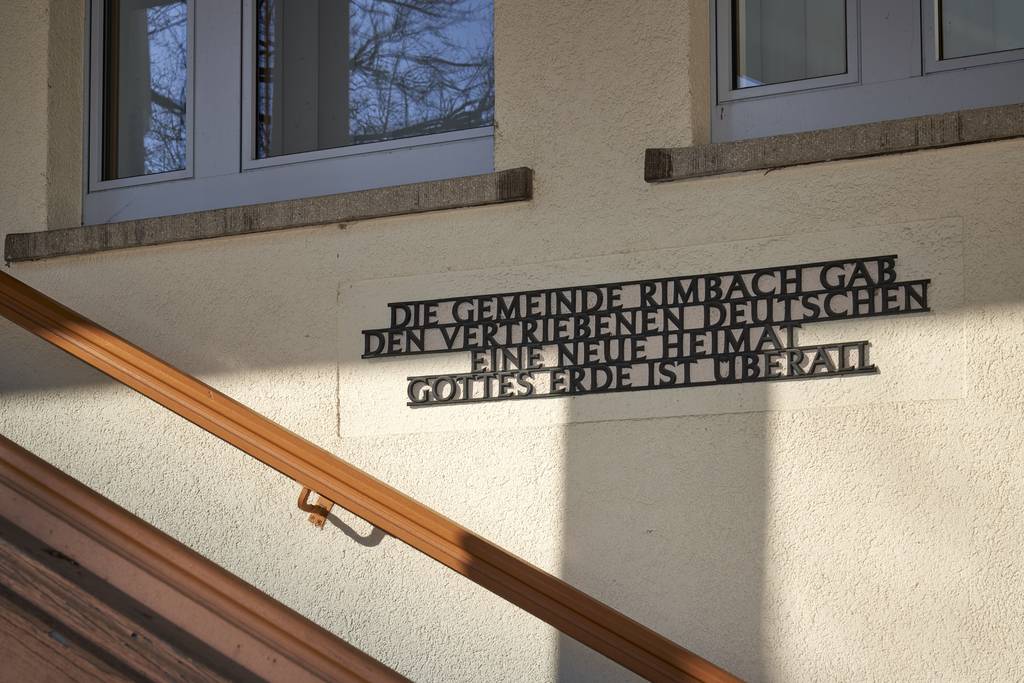 DIE GEMEINDE RIMBACH GAB
DEN VERTRIEBENEN DEUTSCHEN
EINE NEUE HEIMAT
GOTTES ERDE IST ÜBERALL